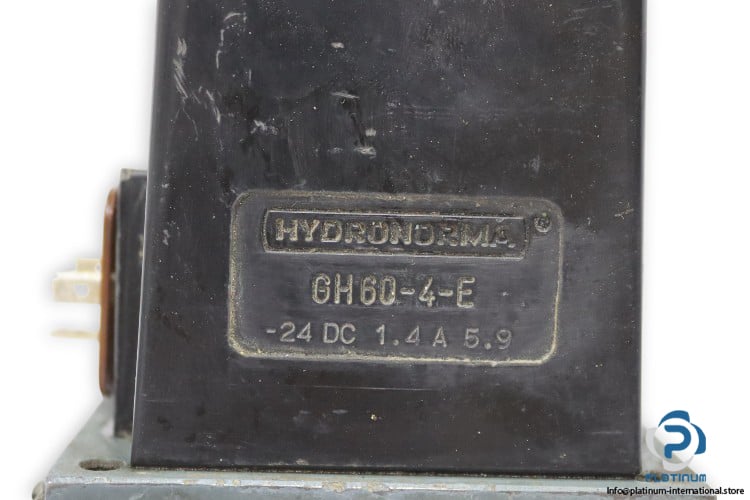 HYDRONORMA ®
GH60-4-E
-24 DC 1.4 A 5.9
PLATINUM
Info@platinum-international.store